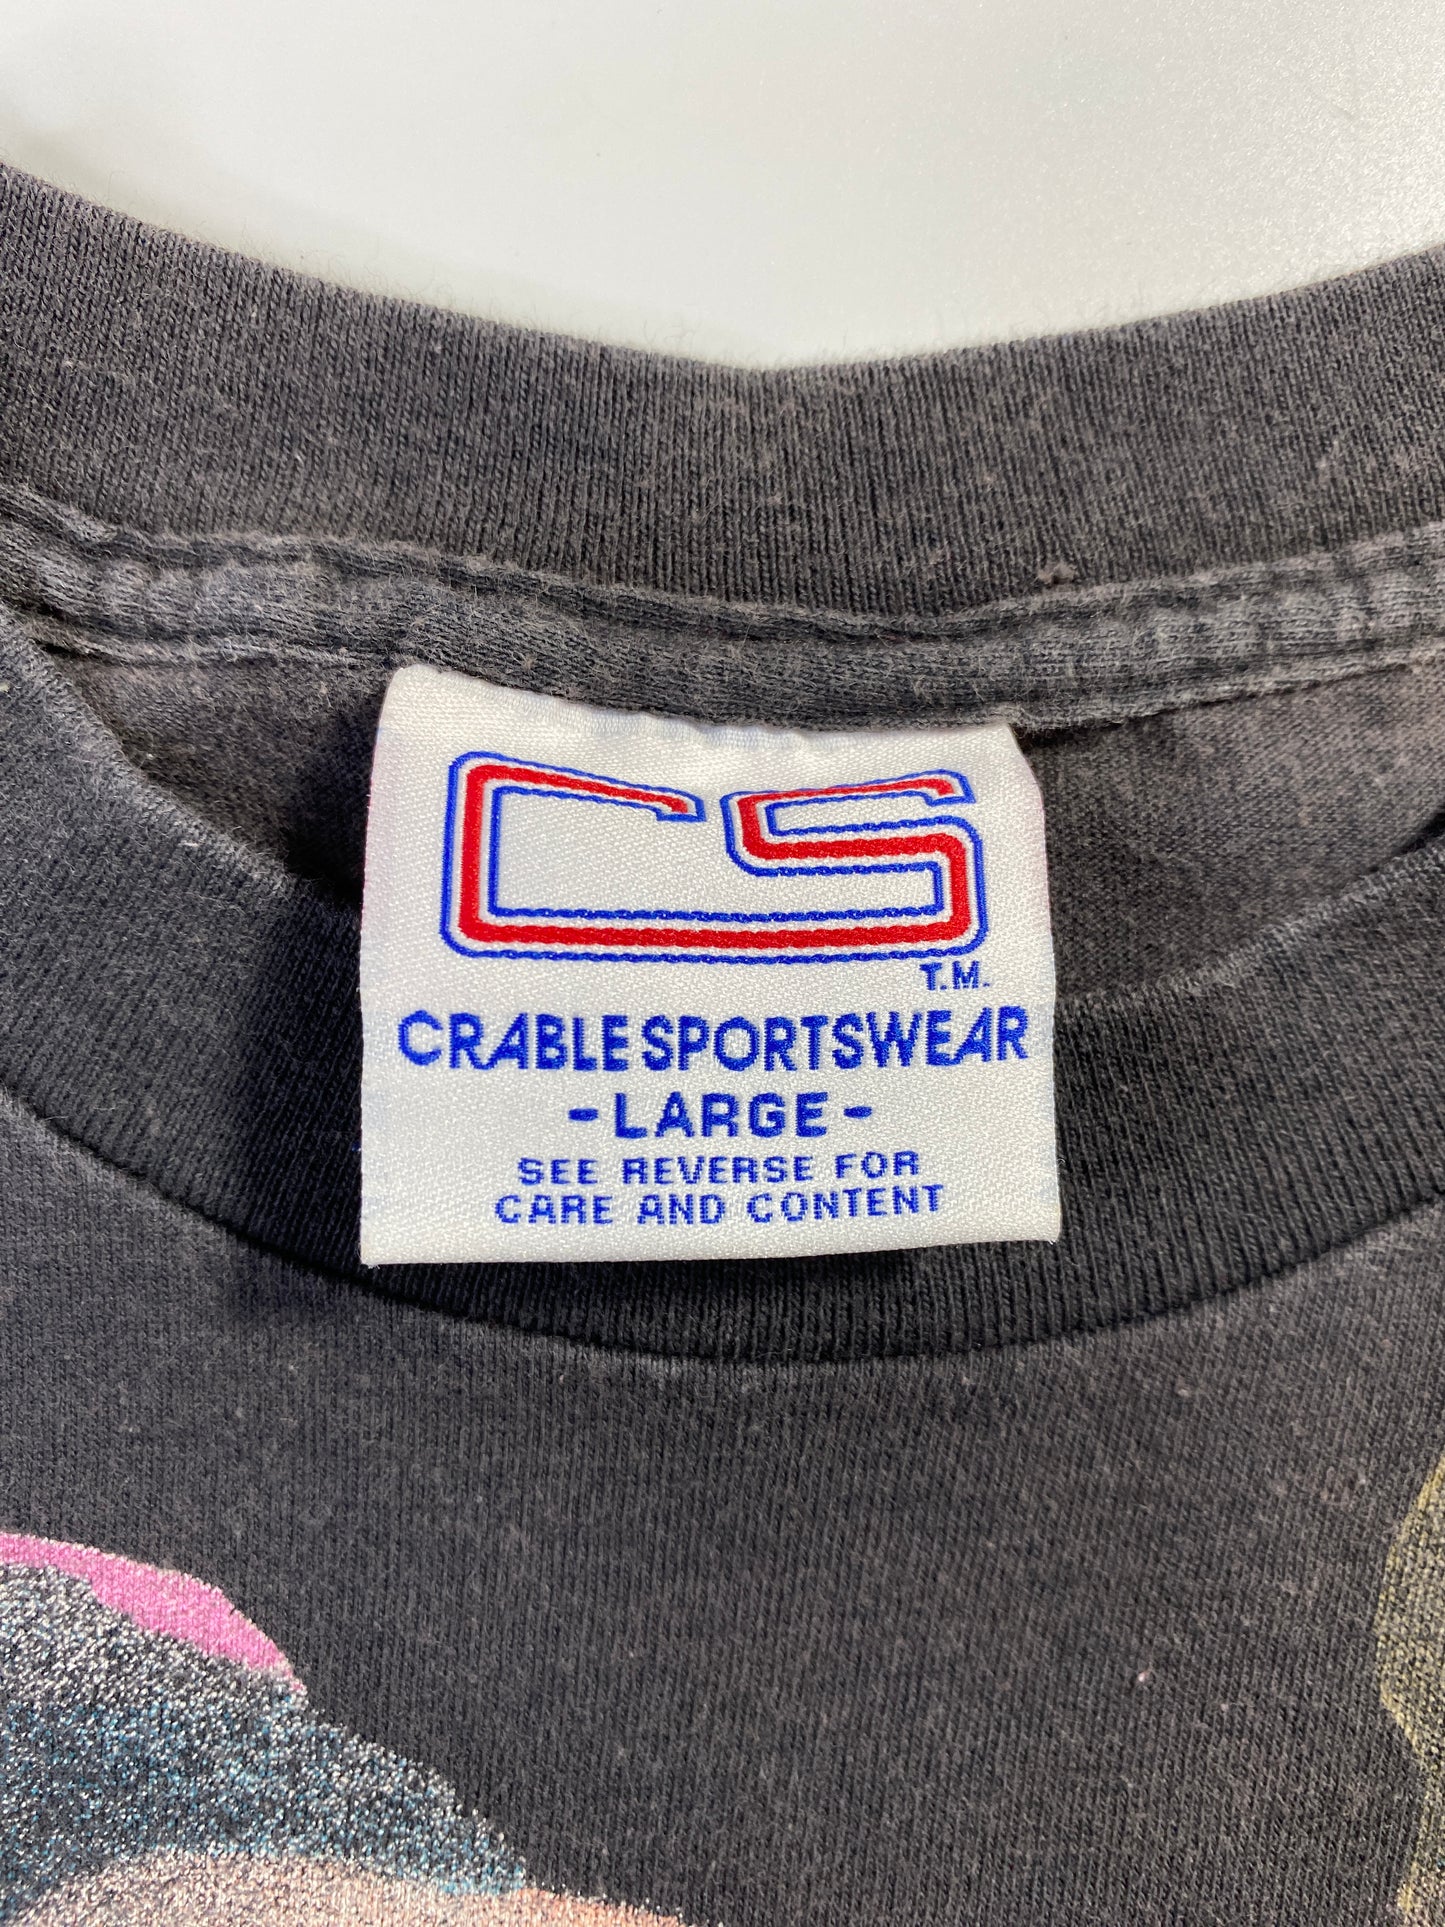 CS
T.M.
CRABLE SPORTSWEAR
- LARGE -
SEE REVERSE FOR
CARE AND CONTENT